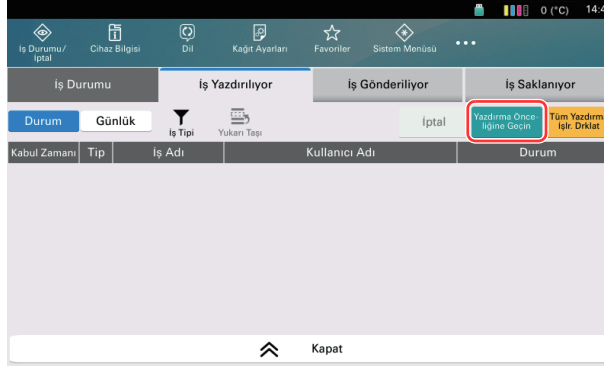 0 (°C) 14:4
İş Durumu/
İptal
Cihaz Bilgisi
Dil
Kağıt Ayarları
Favoriler
Sistem Menüsü
İş Durumu
İş Yazdırılıyor
İş Gönderiliyor
İş Saklanıyor
Durum
Günlük
İş Tipi
Yukarı Taşı
İptal
Yazdırma Önce-
liğine Geçin
Tüm Yazdırm
İşlr. Drklat
Kabul Zamanı
Tip
İş Adı
Kullanıcı Adı
Durum
Kapat